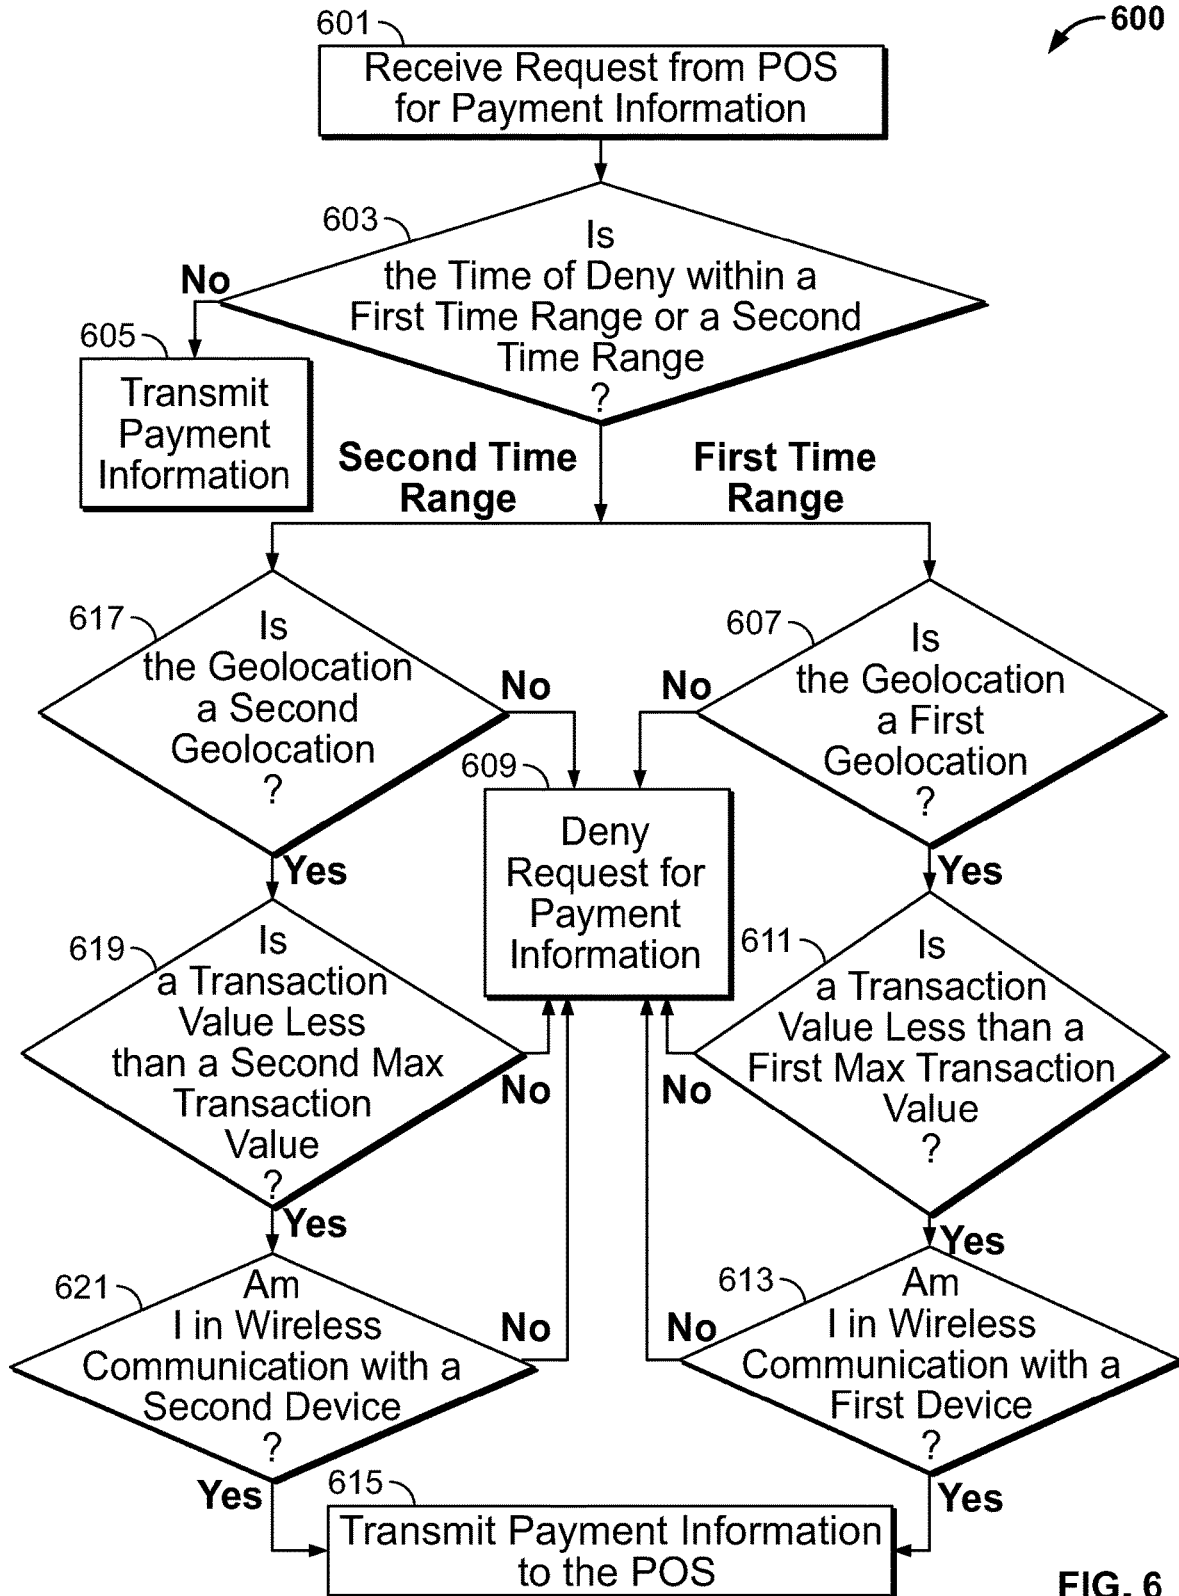 600
601
Receive Request from POS
for Payment Information
603
Is
the Time of Deny within a
First Time Range or a Second
Time Range
?
No
605
Transmit
Payment
Information
Second Time
Range
First Time
Range
617
Is
the Geolocation
a Second
Geolocation
?
No
Yes
607
Is
the Geolocation
a First
Geolocation
?
No
Yes
609
Deny
Request for
Payment
Information
619
Is
a Transaction
Value Less
than a Second Max
Transaction
Value
?
No
Yes
611
Is
a Transaction
Value Less than a
First Max Transaction
Value
?
No
Yes
621
Am
I in Wireless
Communication with a
Second Device
?
No
Yes
613
Am
I in Wireless
Communication with a
First Device
?
No
Yes
615
Transmit Payment Information
to the POS
FIG. 6